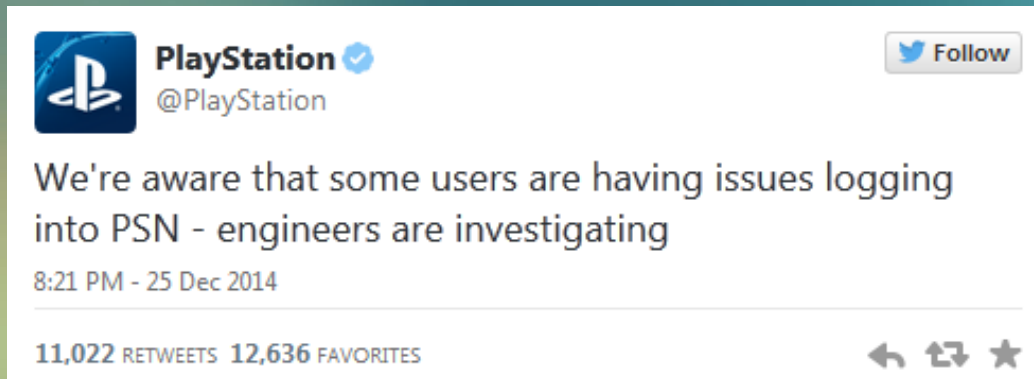 PlayStation
Follow
@PlayStation
We're aware that some users are having issues logging
into PSN - engineers are investigating
8:21 PM - 25 Dec 2014
11,022 RETWEETS 12,636 FAVORITES